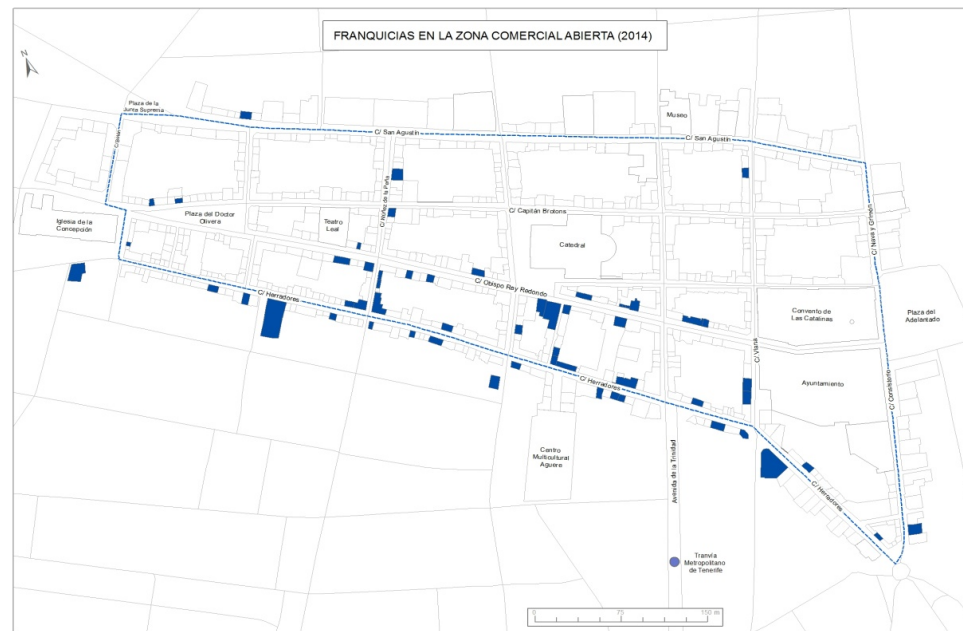 FRANQUICIAS EN LA ZONA COMERCIAL ABIERTA (2014)
N
Plaza de la
Junta Suprema
C/ San Agustín
Museo
C/ San Agustín
C/ Núñez de la Peña
C/ Capitán Brotons
Plaza del Doctor
Olivera
Teatro
Leal
Iglesia de la
Concepción
Catedral
C/ Nava y Grimón
C/ Obispo Rey Redondo
C/ Herradores
Convento de
Las Catalinas
Plaza del
Adelantado
C/ Viana
Ayuntamiento
C/ Consistorio
C/ Herradores
Centro
Multicultural
Aguere
Avenida de la Trinidad
C/ Herradores
Tranvía
Metropolitano
de Tenerife
0 75 150 m